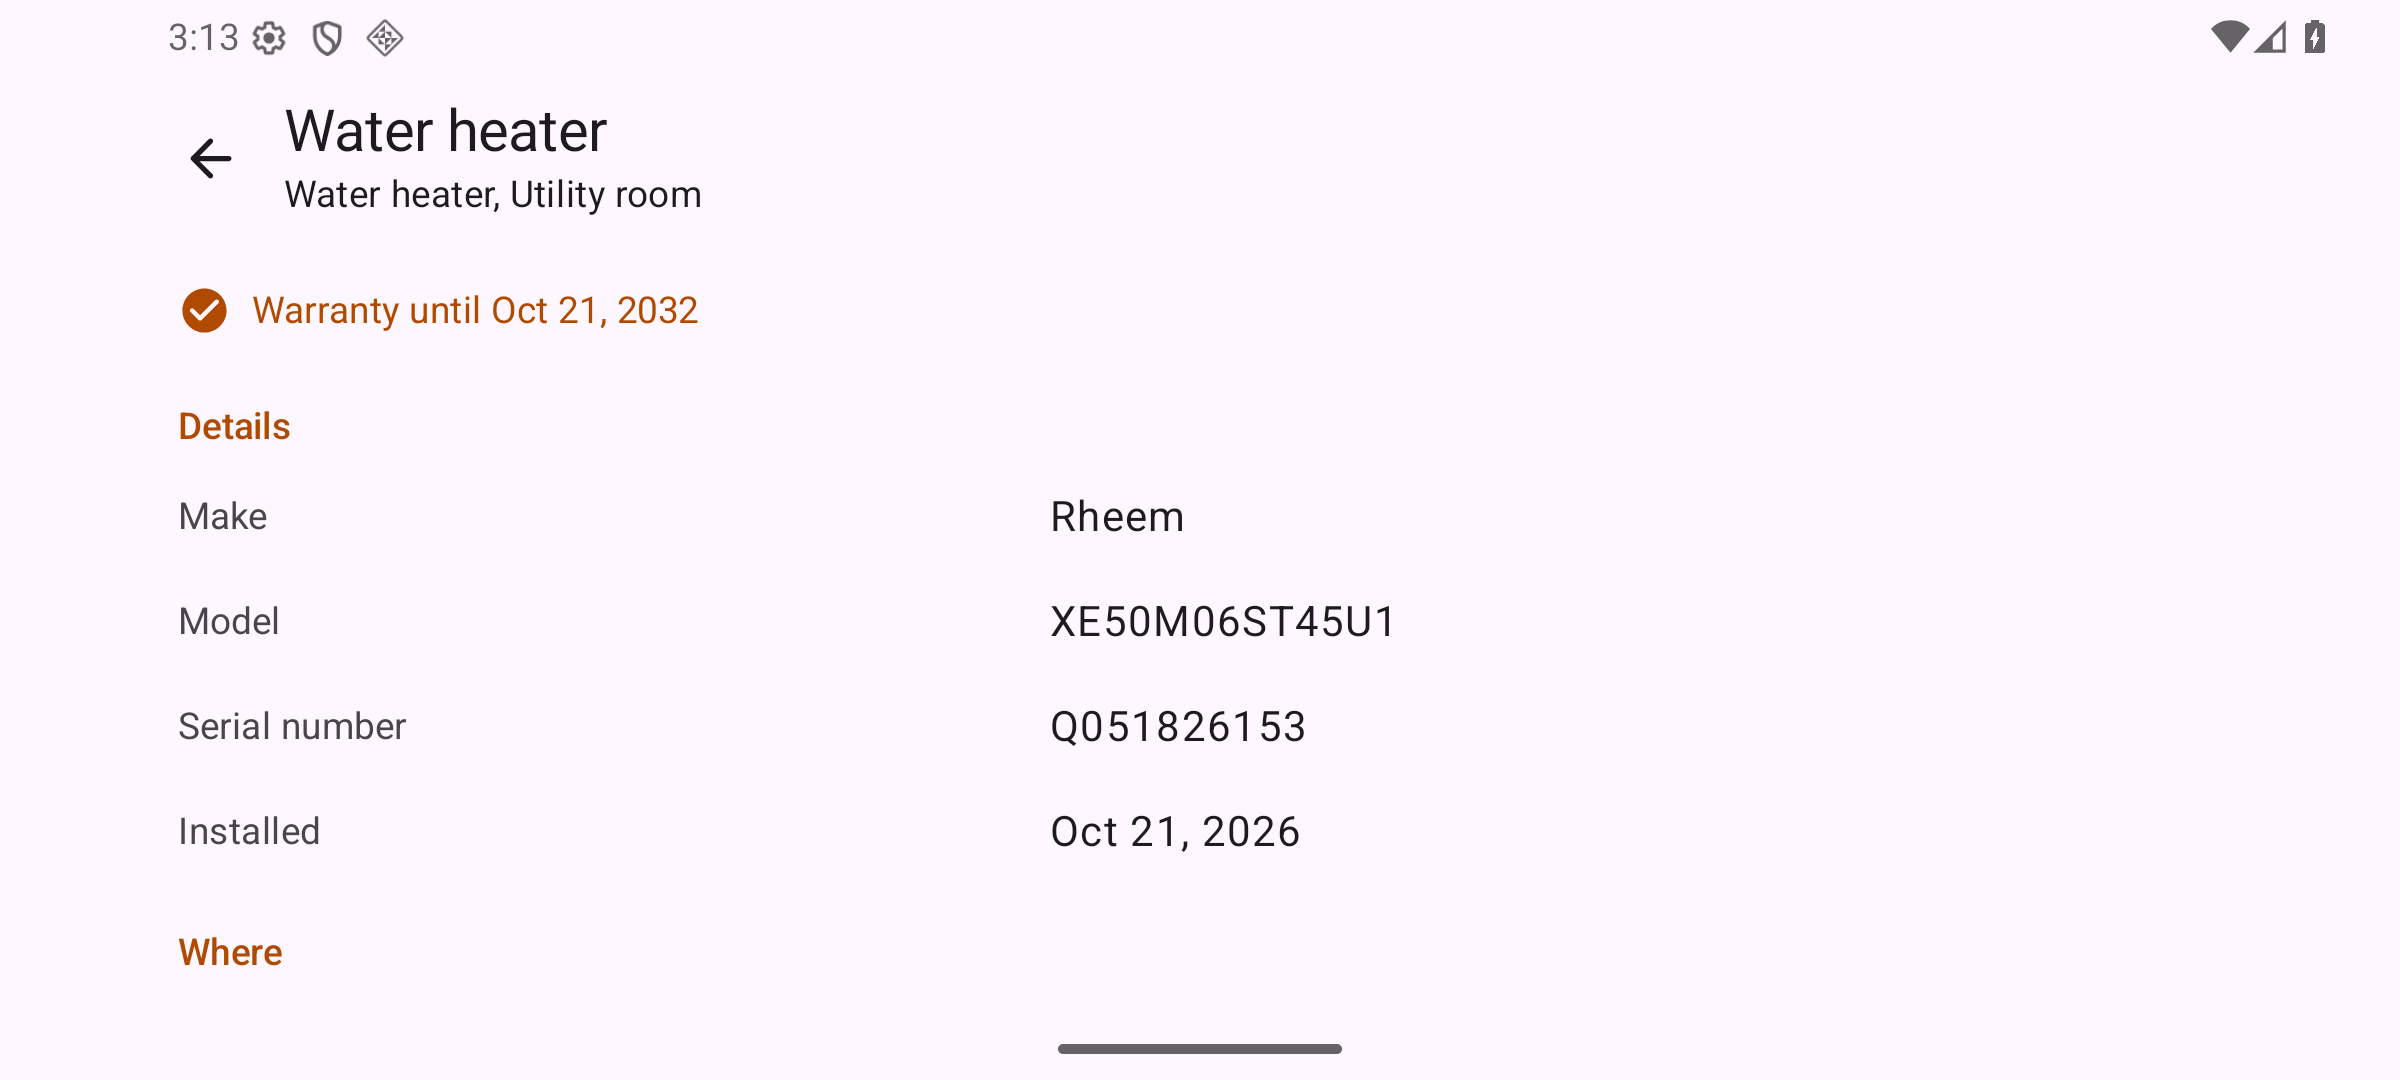 3:13
Water heater
Water heater, Utility room
Warranty until Oct 21, 2032
Details
Make Rheem
Model XE50M06ST45U1
Serial number Q051826153
Installed Oct 21, 2026
Where